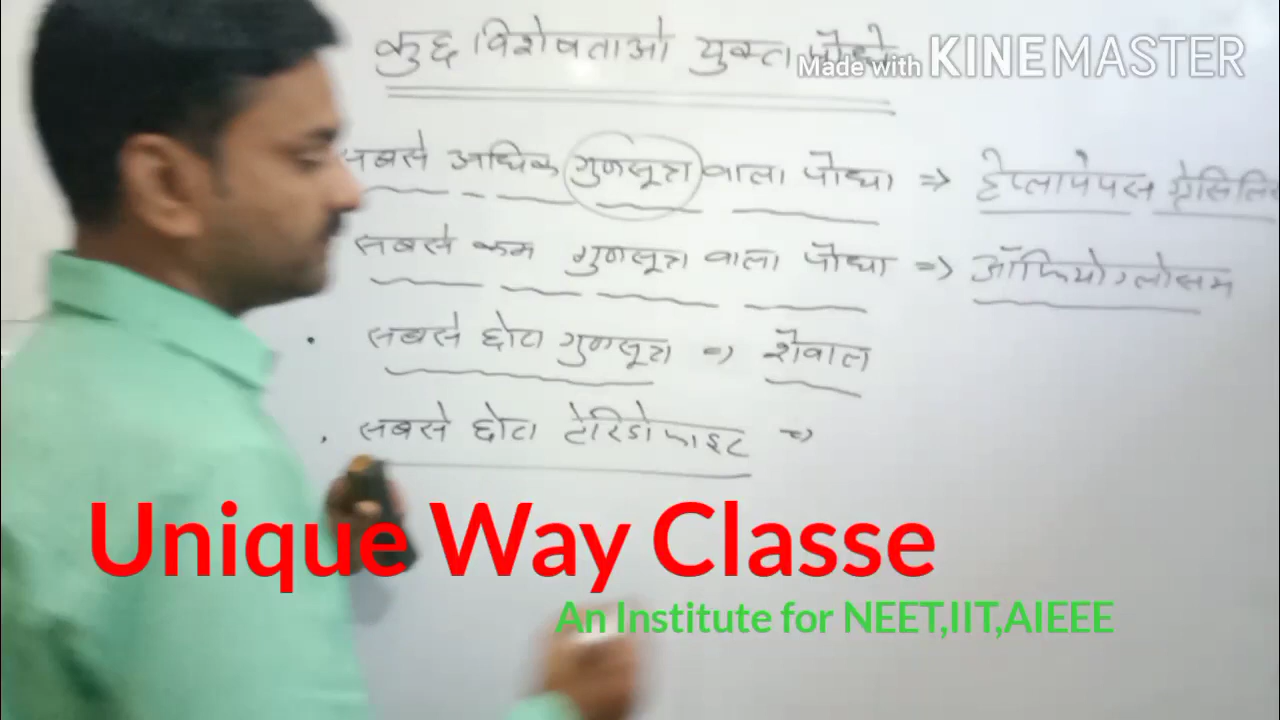 कुछ विशेषताओ युक्त पौधे
Made with KINEMASTER
सबसे अधिक गुणसूत्र वाला पौधा ⇒ हेप्लापेपस
सबसे कम गुणसूत्र वाला पौधा ⇒ ऑफियोग्लोसम
. सबसे छोटा गुणसूत्र ⇒ शैवाल
. सबसे छोटा टेरिडोफाइट ⇒
Unique Way Classe
An Institute for NEET,IIT,AIEEE